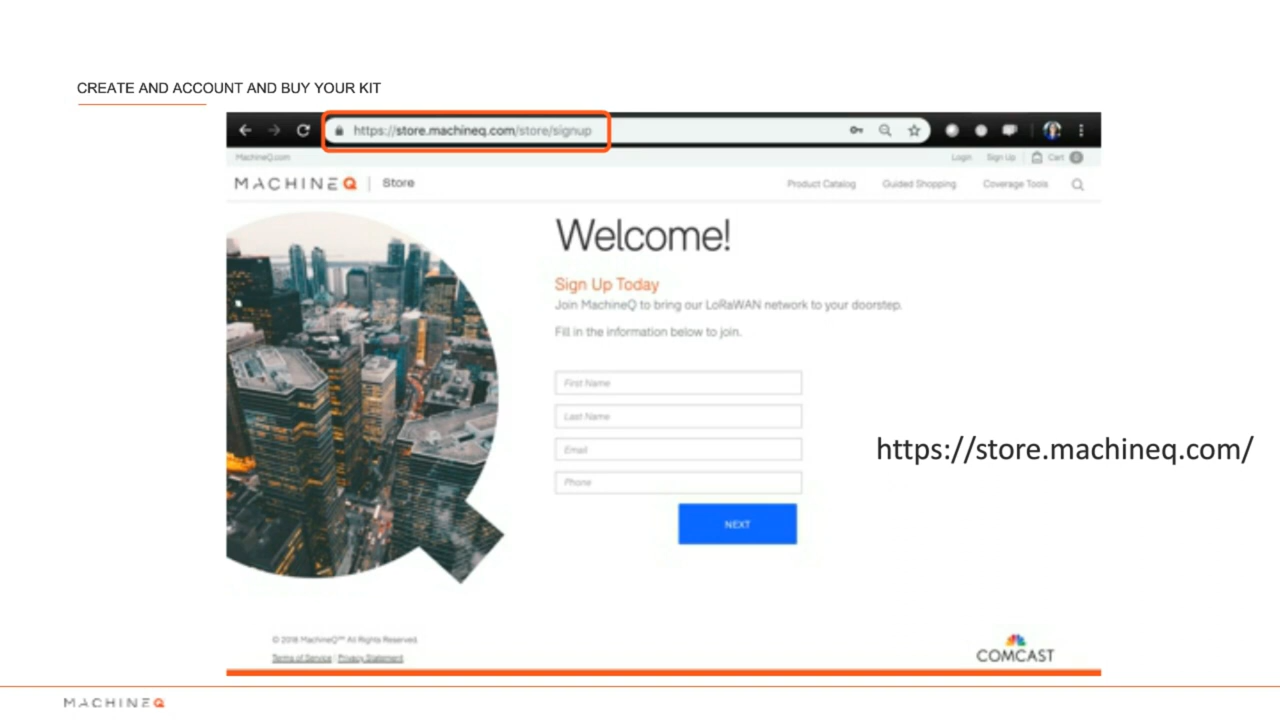 CREATE AND ACCOUNT AND BUY YOUR KIT
https://store.machineq.com/store/signup
MachineQ.com
Login Sign Up Cart 0
MACHINEQ | Store
Product Catalog Guided Shopping Coverage Tools
Welcome!
Sign Up Today
Join MachineQ to bring our LoRaWAN network to your doorstep.
Fill in the information below to join.
First Name
Last Name
Email
https://store.machineq.com/
Phone
NEXT
© 2018 MachineQ™ All Rights Reserved
Terms of Service | Privacy Statement
COMCAST
MACHINEQ